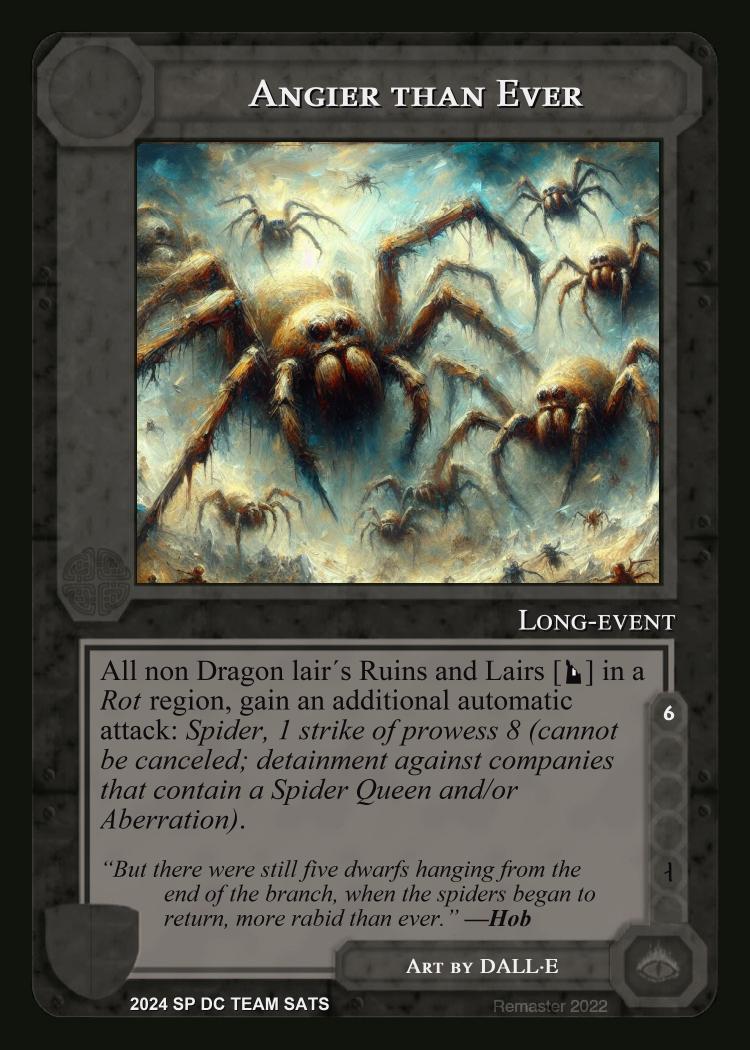 Angier than Ever
Long-event
All non Dragon lair´s Ruins and Lairs [] in a
Rot region, gain an additional automatic
attack: Spider, 1 strike of prowess 8 (cannot
be canceled; detainment against companies
that contain a Spider Queen and/or
Aberration).
6
“But there were still five dwarfs hanging from the
end of the branch, when the spiders began to
return, more rabid than ever.” —Hob
Art by DALL·E
2024 SP DC TEAM SATS
Remaster 2022